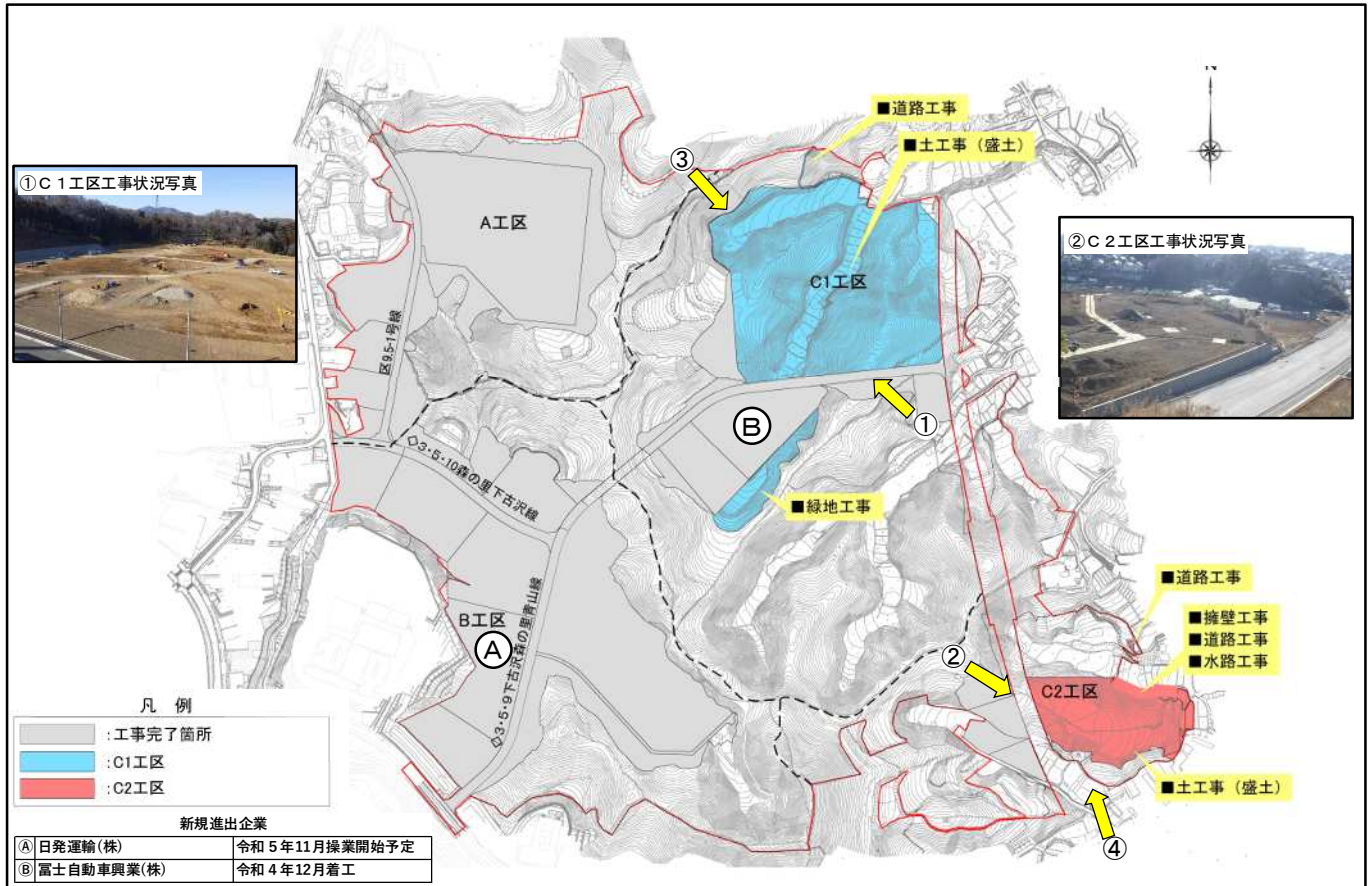 N
■道路工事
■土工事（盛土）
③
①Ｃ１工区工事状況写真
A工区
C1工区
②Ｃ２工区工事状況写真
区9.5-1号線
Ⓑ
①
◇3・5・10森の里下古沢線
■緑地工事
◇3・5・9下古沢森の里青山線
B工区
Ⓐ
■道路工事
■擁壁工事
■道路工事
■水路工事
②
C2工区
■土工事（盛土）
④
凡 例
：工事完了箇所
：C1工区
：C2工区
新規進出企業
Ⓐ 日発運輸(株) 令和５年11月操業開始予定
Ⓑ 冨士自動車興業(株) 令和４年12月着工